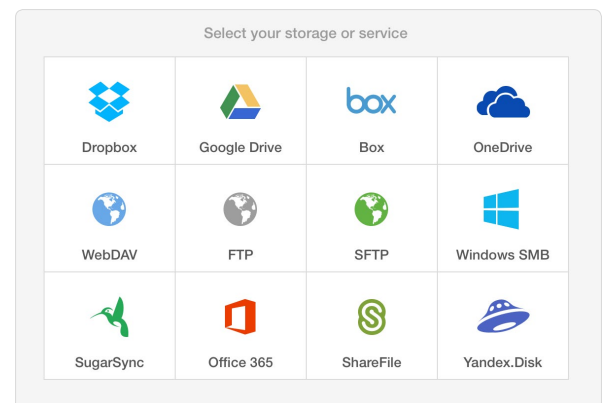 Select your storage or service
Dropbox
Google Drive
box
Box
OneDrive
WebDAV
FTP
SFTP
Windows SMB
SugarSync
Office 365
ShareFile
Yandex.Disk